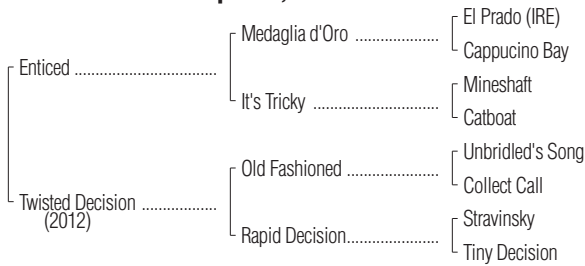 El Prado (IRE)
Medaglia d'Oro ....................
Cappucino Bay
Enticed .................................
Mineshaft
It's Tricky .............................
Catboat
Unbridled's Song
Old Fashioned .....................
Collect Call
Twisted Decision .................
(2012)
Stravinsky
Rapid Decision.....................
Tiny Decision